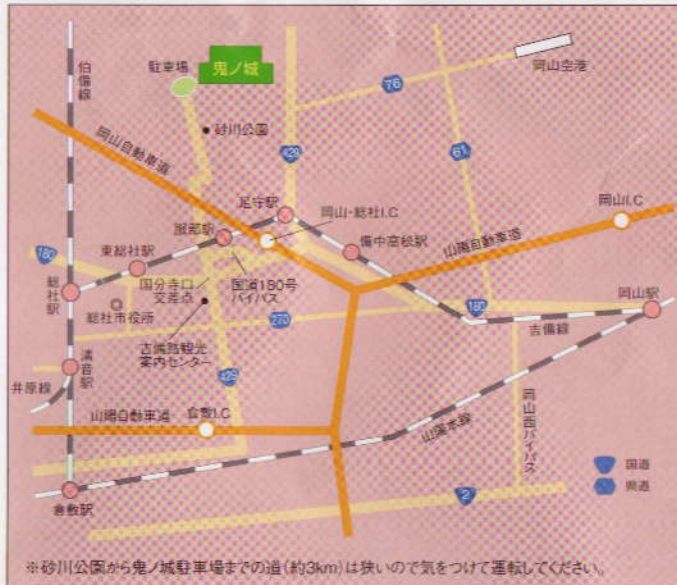 伯備線
駐車場
鬼ノ城
岡山空港
76
砂川公園
岡山自動車道
429
61
足守駅
岡山・総社I.C
岡山I.C
服部駅
備中高松駅
山陽自動車道
東総社駅
180
国分寺口
交差点
国道180号
バイパス
総社駅
総社市役所
270
180
岡山駅
吉備線
吉備路観光
案内センター
清音駅
井原線
429
山陽自動車道
倉敷I.C
山陽本線
岡山西バイパス
国道
県道
2
倉敷駅
※砂川公園から鬼ノ城駐車場までの道(約3km)は狭いので気をつけて運転してください。